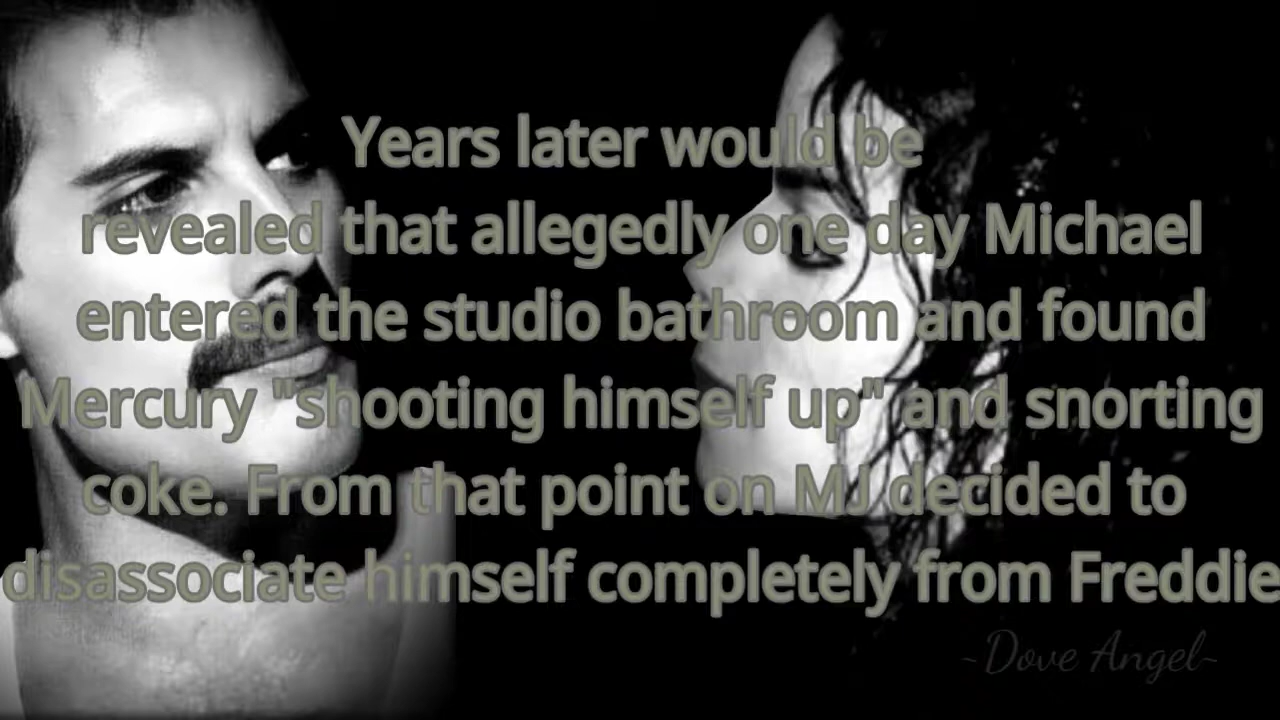 Years later would be
revealed that allegedly one day Michael
entered the studio bathroom and found
Mercury "shooting himself up" and snorting
coke. From that point on MJ decided to
disassociate himself completely from Freddie
~Dove Angel~